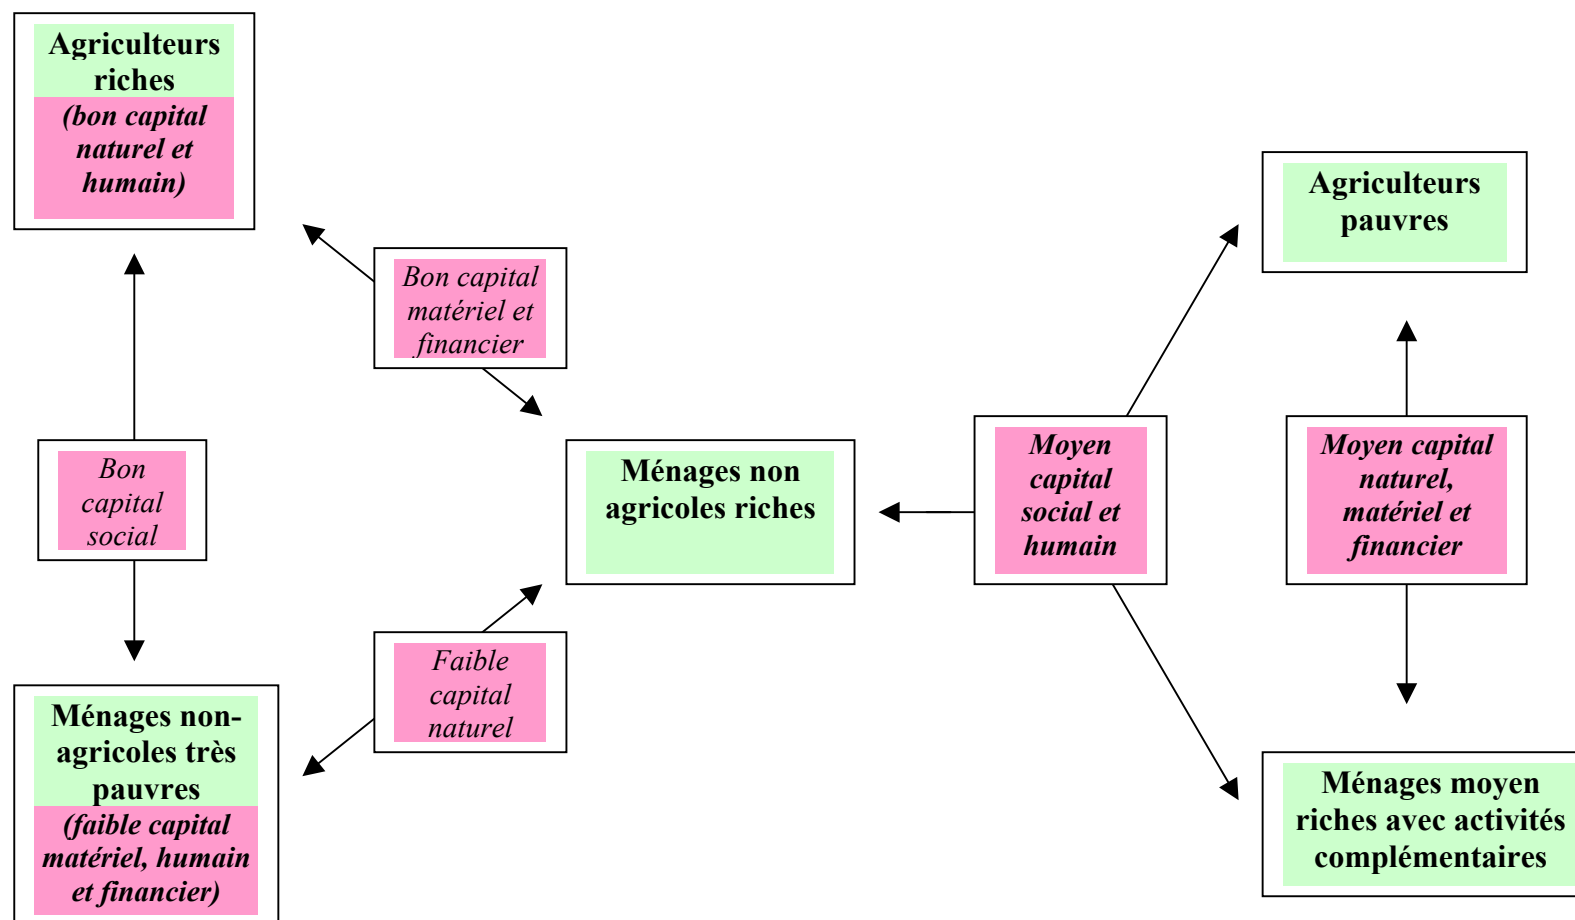 Agriculteurs
riches
(bon capital
naturel et
humain)
Agriculteurs
pauvres
Bon capital
matériel et
financier
Bon
capital
social
Ménages non
agricoles riches
Moyen
capital
social et
humain
Moyen capital
naturel,
matériel et
financier
Faible
capital
naturel
Ménages non-
agricoles très
pauvres
(faible capital
matériel, humain
et financier)
Ménages moyen
riches avec activités
complémentaires